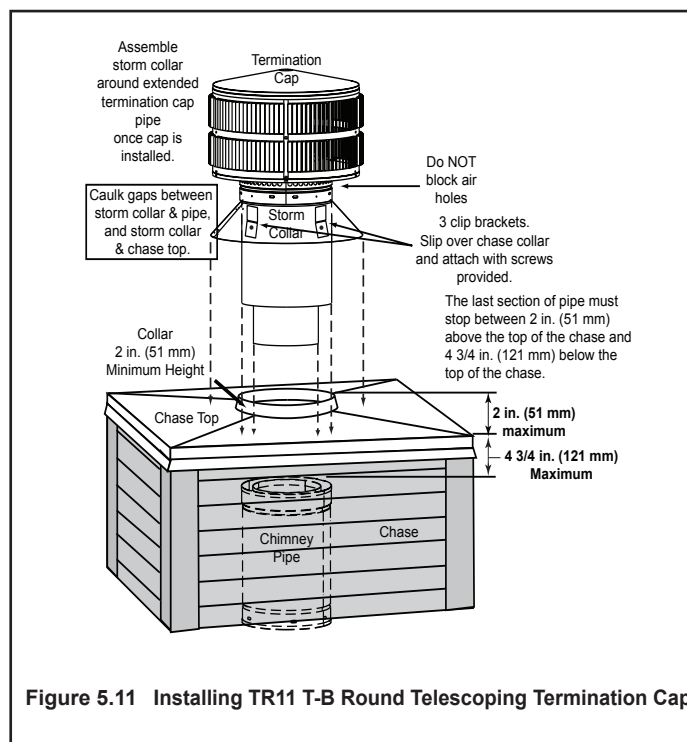 Assemble
storm collar
around extended
termination cap
pipe
once cap is
installed.
Termination
Cap
Do NOT
block air
holes
Caulk gaps between
storm collar & pipe,
and storm collar
& chase top.
Storm
Collar
3 clip brackets.
Slip over chase collar
and attach with screws
provided.
The last section of pipe must
stop between 2 in. (51 mm)
above the top of the chase and
4 3/4 in. (121 mm) below the
top of the chase.
Collar
2 in. (51 mm)
Minimum Height
Chase Top
2 in. (51 mm)
maximum
4 3/4 in. (121 mm)
Maximum
Chimney
Pipe
Chase
Figure 5.11 Installing TR11 T-B Round Telescoping Termination Cap